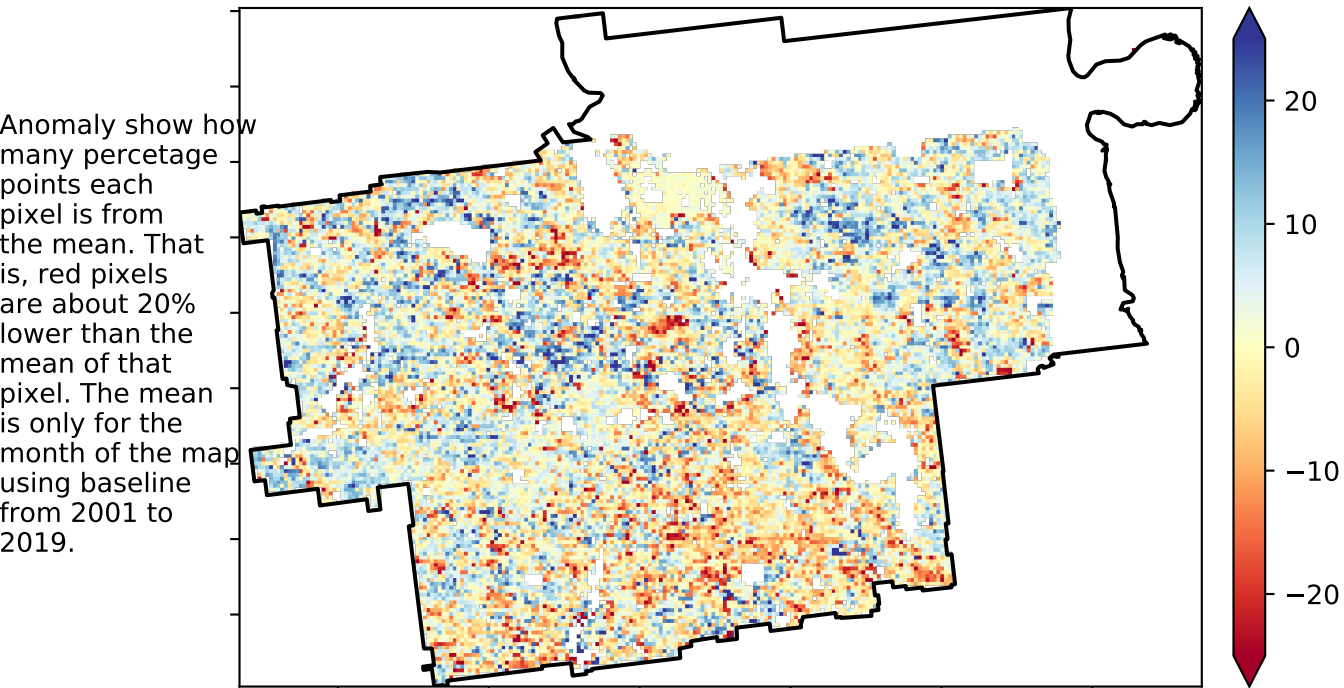 Anomaly show how
many percetage
points each
pixel is from
the mean. That
is, red pixels
are about 20%
lower than the
mean of that
pixel. The mean
is only for the
month of the map
using baseline
from 2001 to
2019.
20
10
0
−10
−20